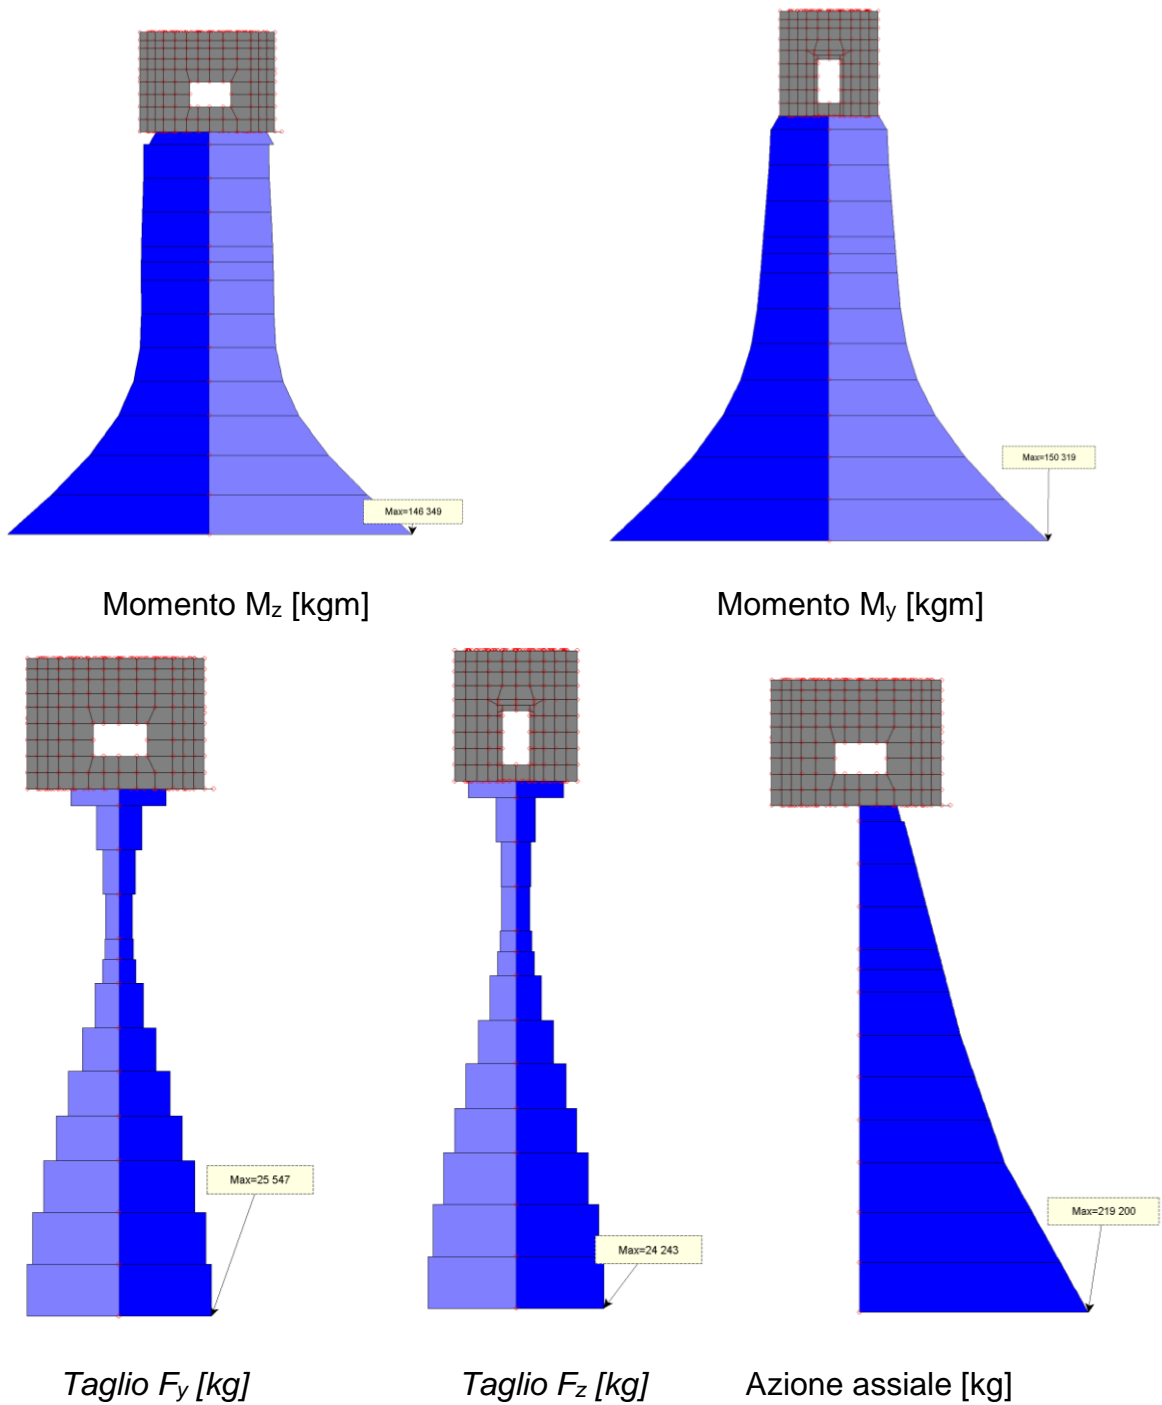 Max=150 319
Max=146 349
Momento Mz [kgm]
Momento My [kgm]
Max=25 547
Max=24 243
Max=219 200
Taglio Fy [kg]
Taglio Fz [kg]
Azione assiale [kg]